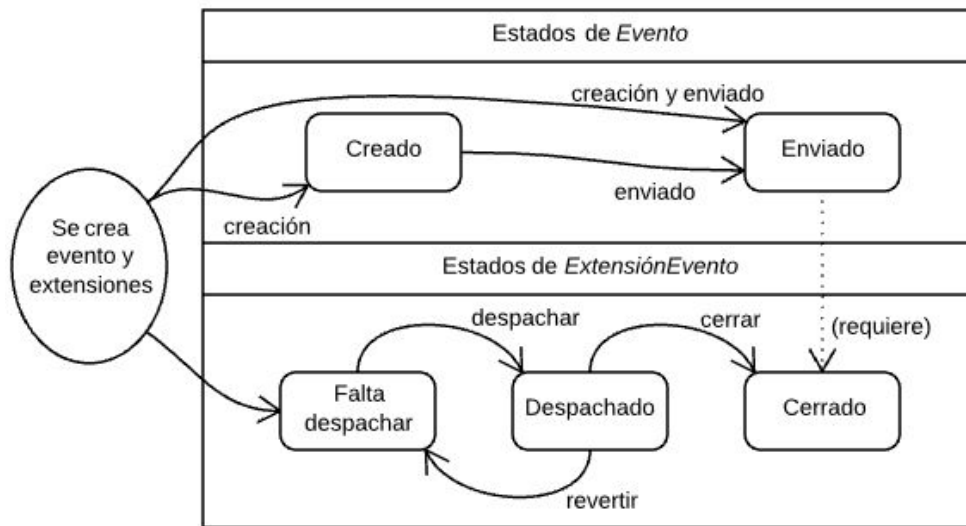 Estados de Evento
creación y enviado
Creado
Enviado
enviado
creación
Se crea
evento y
extensiones
Estados de ExtensiónEvento
despachar
cerrar
(requiere)
Falta
despachar
Despachado
Cerrado
revertir